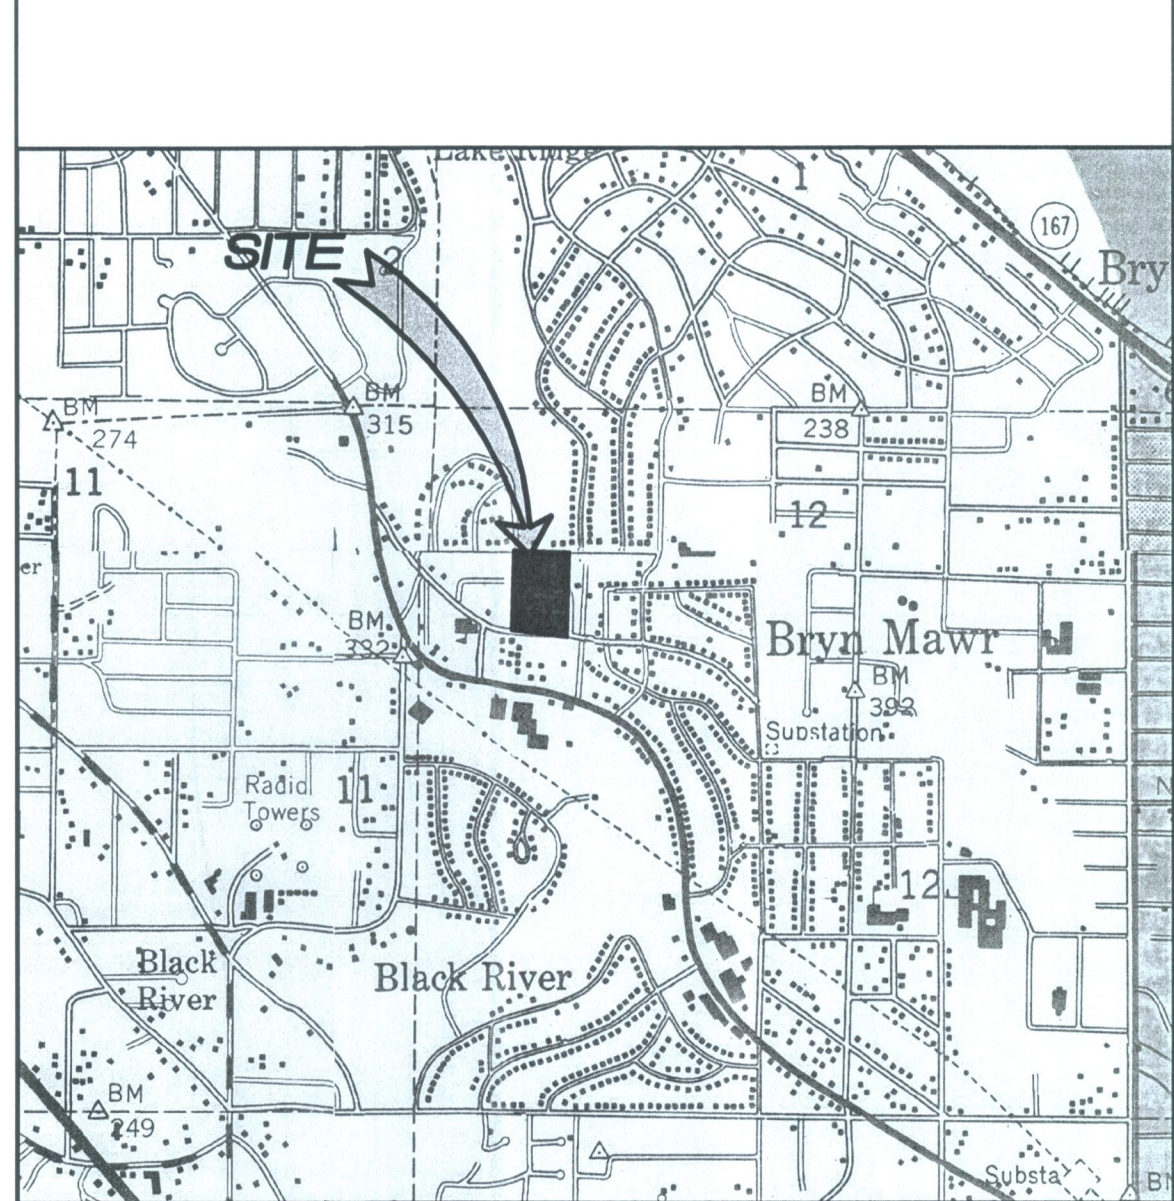 Lake Ridge
1
167
SITE
2
Bry
BM
315
BM
274
BM
238
11
12
er
BM
332
Bryn Mawr
BM
392
Substation
Radio
Towers
11
12
Black
River
Black River
BM
249
Substa
B
N